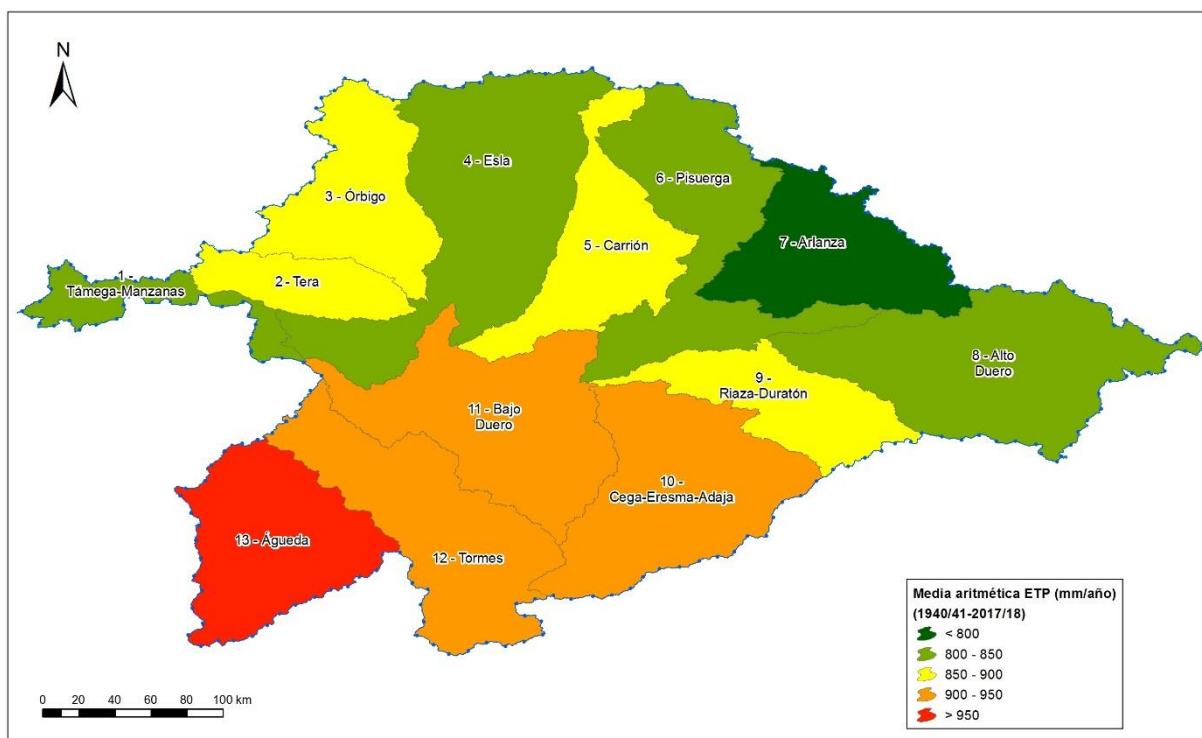 N
3 - Órbigo
4 - Esla
6 - Pisuerga
5 - Carrión
7 - Arlanza
1 -
Támega-Manzanas
2 - Tera
8 - Alto
Duero
9 -
Riaza-Duratón
11 - Bajo
Duero
10 -
Cega-Eresma-Adaja
13 - Águeda
12 - Tormes
Media aritmética ETP (mm/año)
(1940/41-2017/18)
< 800
800 - 850
850 - 900
900 - 950
> 950
0 20 40 60 80 100 km